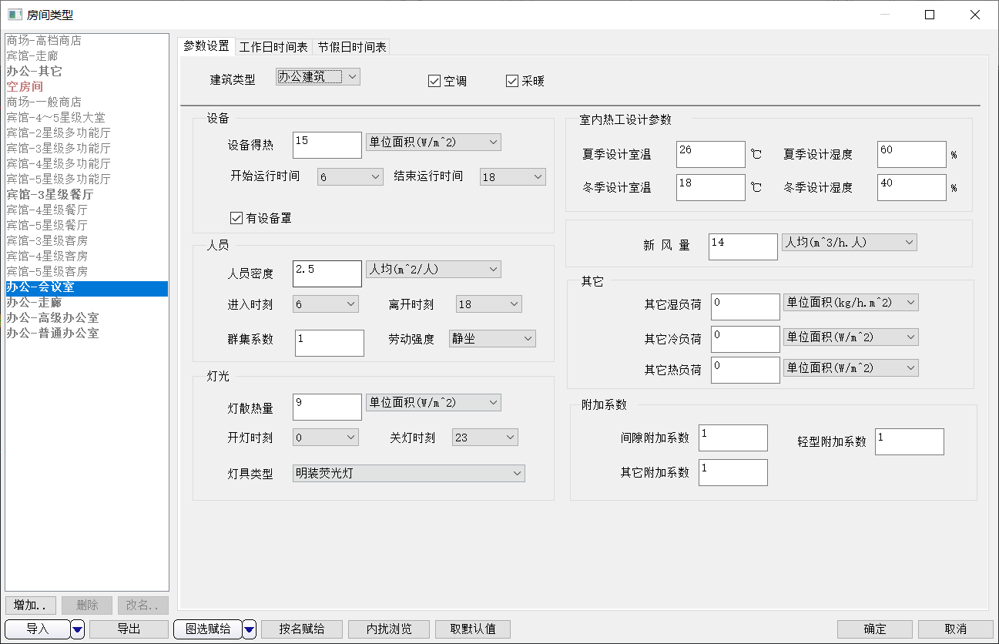 房间类型
商场-高档商店
宾馆-走廊
办公-其它
空房间
商场-一般商店
宾馆-4～5星级大堂
宾馆-2星级多功能厅
宾馆-3星级多功能厅
宾馆-4星级多功能厅
宾馆-5星级多功能厅
宾馆-3星级餐厅
宾馆-4星级餐厅
宾馆-5星级餐厅
宾馆-3星级客房
宾馆-4星级客房
宾馆-5星级客房
办公-会议室
办公-走廊
办公-高级办公室
办公-普通办公室
增加.. 删除 改名..
导入 导出
参数设置 工作日时间表 节假日时间表
建筑类型 办公建筑 空调 采暖
设备
设备得热 15 单位面积(W/m^2)
开始运行时间 6 结束运行时间 18
有设备罩
人员
人员密度 2.5 人均(m^2/人)
进入时刻 6 离开时刻 18
群集系数 1 劳动强度 静坐
灯光
灯散热量 9 单位面积(W/m^2)
开灯时刻 0 关灯时刻 23
灯具类型 明装荧光灯
室内热工设计参数
夏季设计室温 26 ℃ 夏季设计湿度 60 %
冬季设计室温 18 ℃ 冬季设计湿度 40 %
新 风 量 14 人均(m^3/h.人)
其它
其它湿负荷 0 单位面积(kg/h.m^2)
其它冷负荷 0 单位面积(W/m^2)
其它热负荷 0 单位面积(W/m^2)
附加系数
间隙附加系数 1 轻型附加系数 1
其它附加系数 1
图选赋给 按名赋给 内扰浏览 取默认值 确定 取消